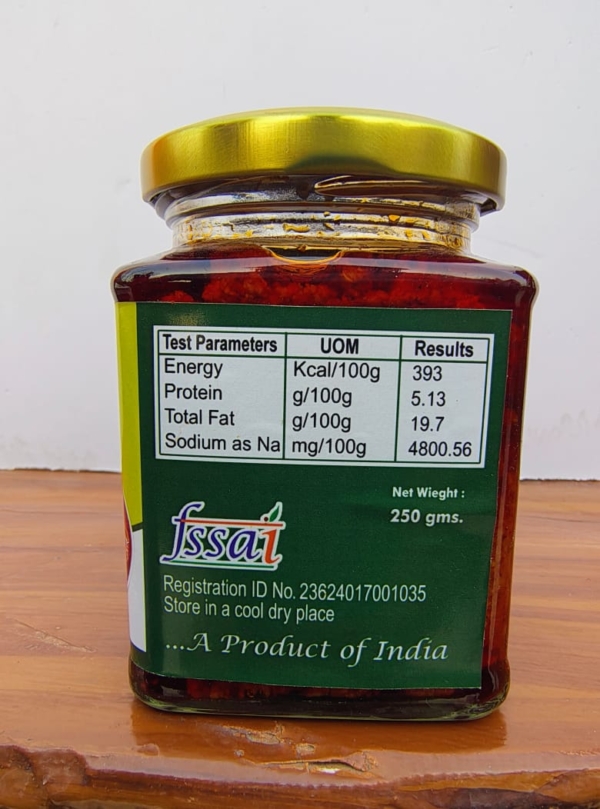 Test Parameters UOM Results
Energy Kcal/100g 393
Protein g/100g 5.13
Total Fat g/100g 19.7
Sodium as Na mg/100g 4800.56
Net Wieght :
250 gms.
fssai
Registration ID No. 23624017001035
Store in a cool dry place
...A Product of India